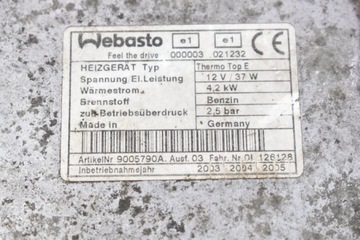 Webasto e1 e1 CE
Feel the drive 000003 021232
HEIZGERÄT Typ Thermo Top E
Spannung El.Leistung 12 V / 37 W
Wärmestrom 4,2 kW
Brennstoff Benzin
zul.Betriebsüberdruck 2,5 bar
Made in Germany
ArtikelNr 9005790A Ausf. 03 Fahr. Nr. 126128
Inbetriebnahmejahr 2003 2004 2005